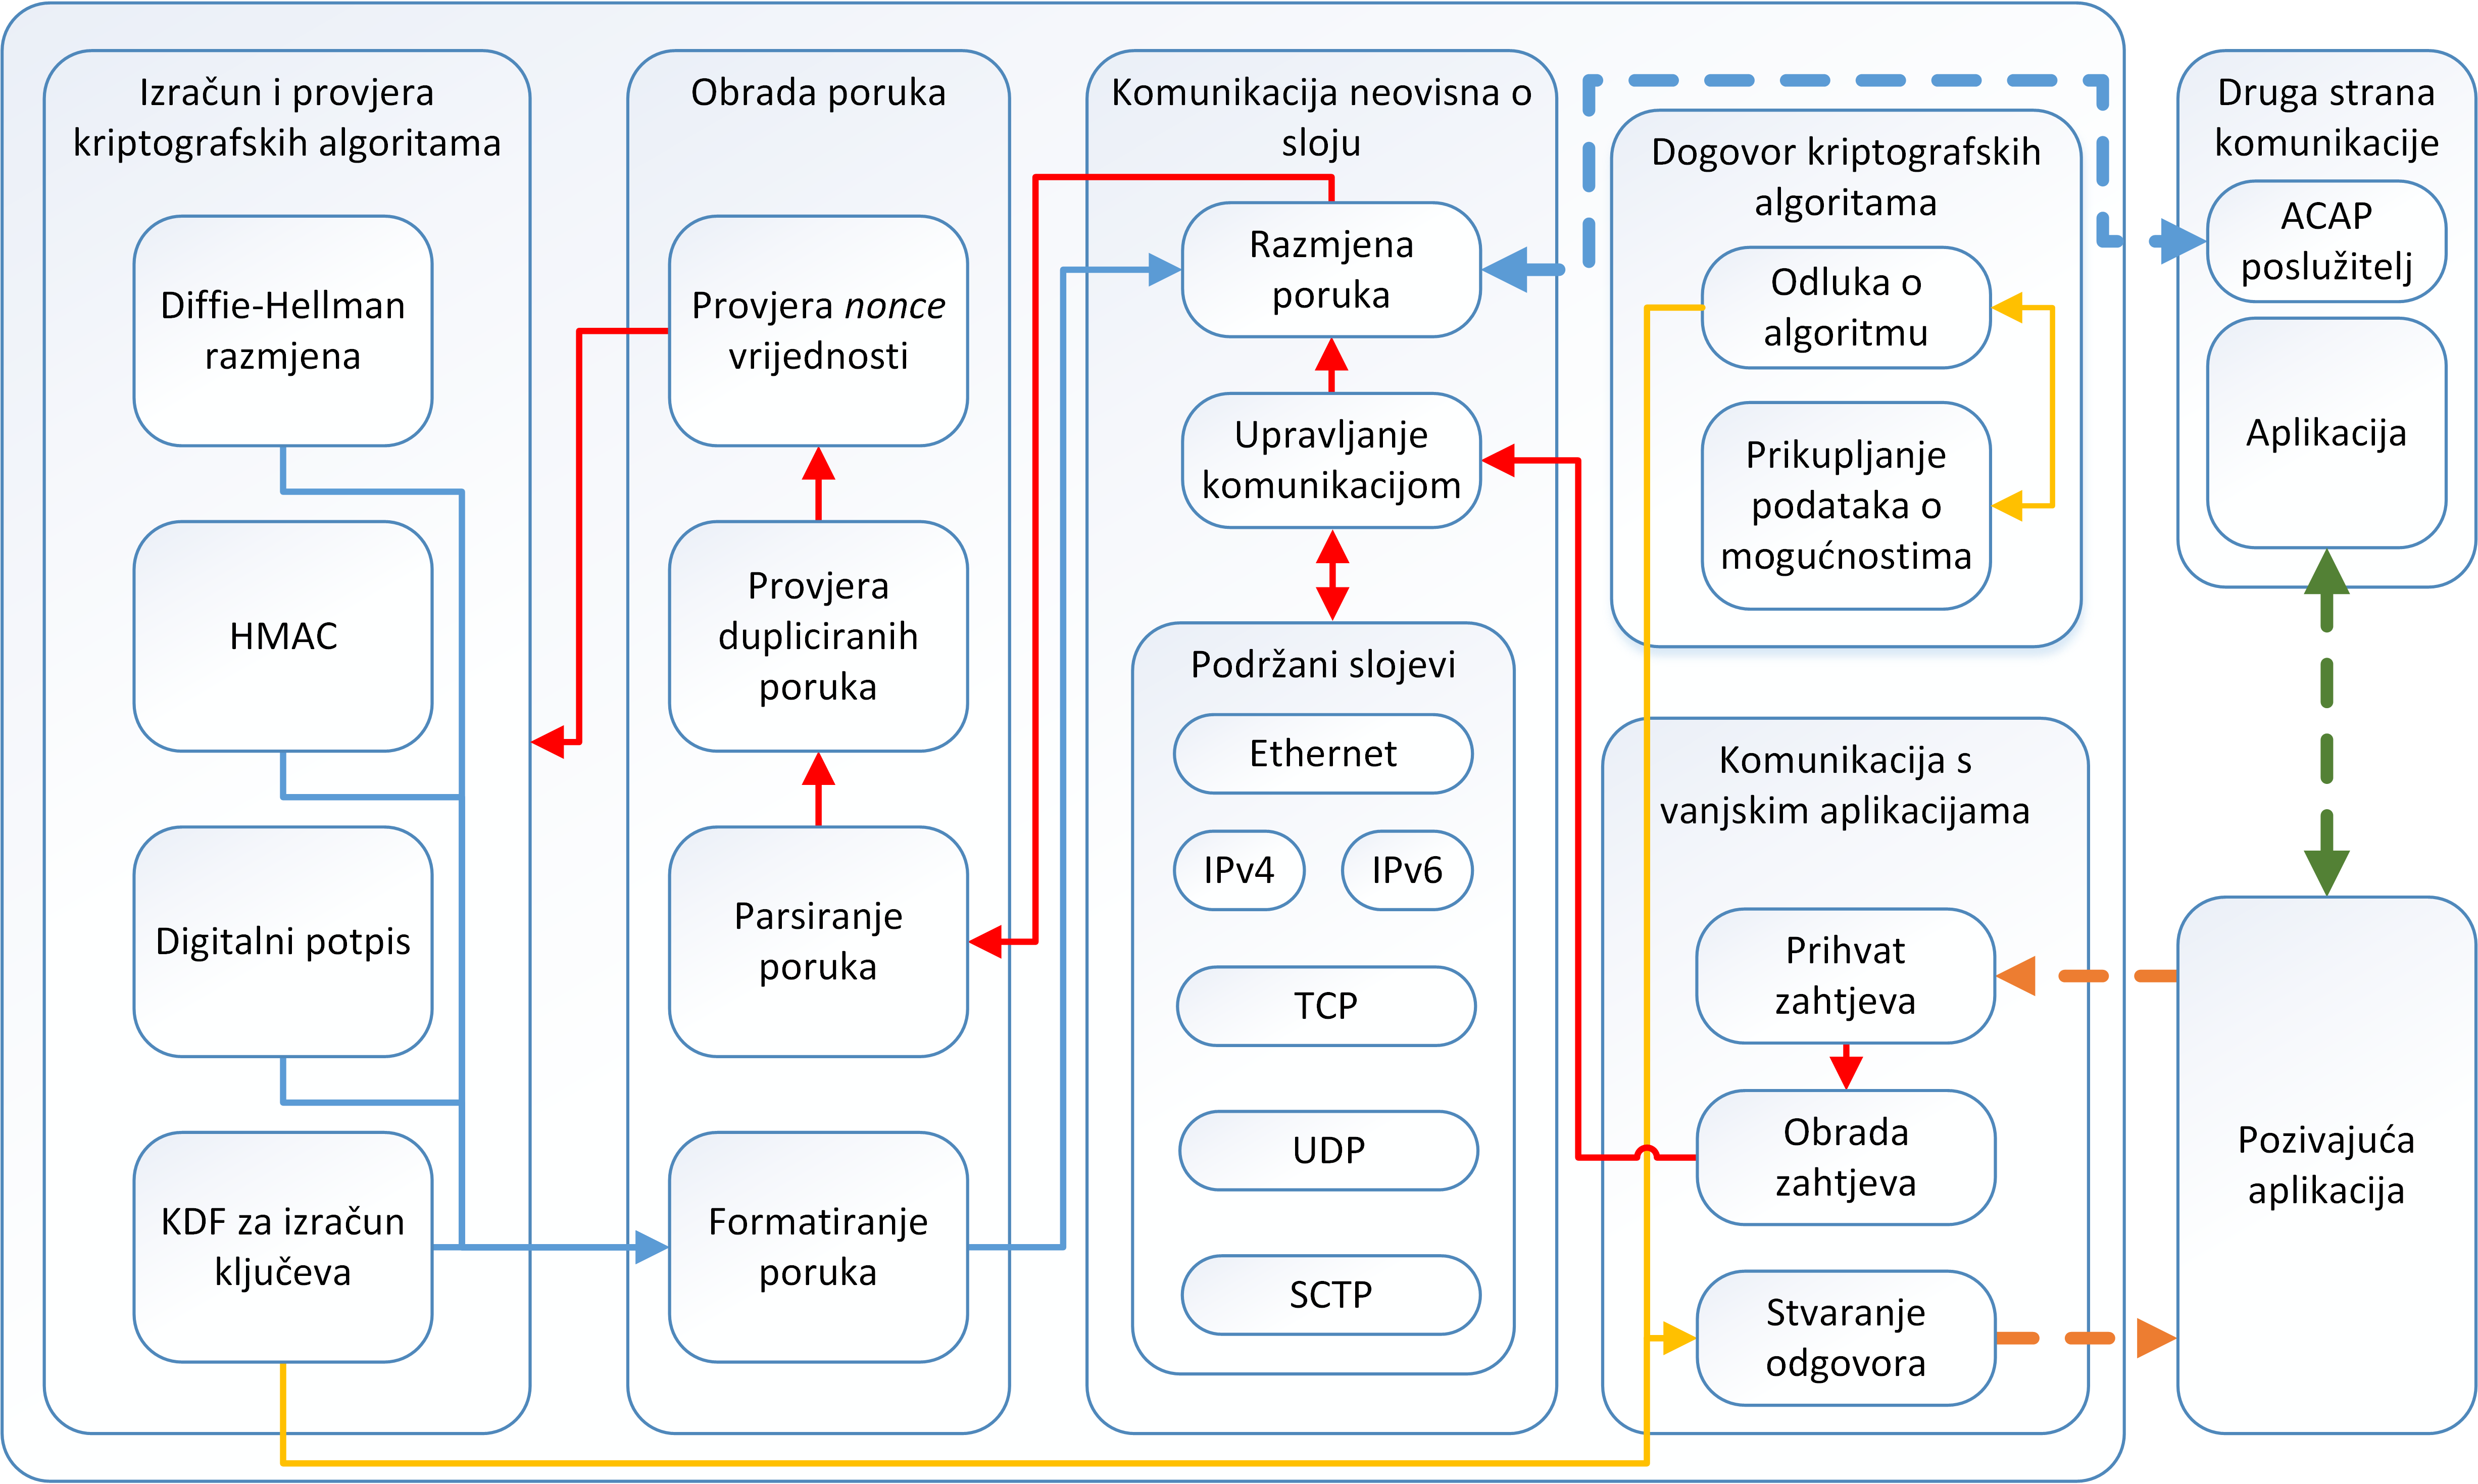 Izračun i provjera
kriptografskih algoritama
Diffie-Hellman
razmjena
HMAC
Digitalni potpis
KDF za izračun
ključeva
Obrada poruka
Provjera nonce
vrijednosti
Provjera
dupliciranih
poruka
Parsiranje
poruka
Formatiranje
poruka
Komunikacija neovisna o
sloju
Razmjena
poruka
Upravljanje
komunikacijom
Podržani slojevi
Ethernet
IPv4
IPv6
TCP
UDP
SCTP
Dogovor kriptografskih
algoritama
Odluka o
algoritmu
Prikupljanje
podataka o
mogućnostima
Komunikacija s
vanjskim aplikacijama
Prihvat
zahtjeva
Obrada
zahtjeva
Stvaranje
odgovora
Druga strana
komunikacije
ACAP
poslužitelj
Aplikacija
Pozivajuća
aplikacija